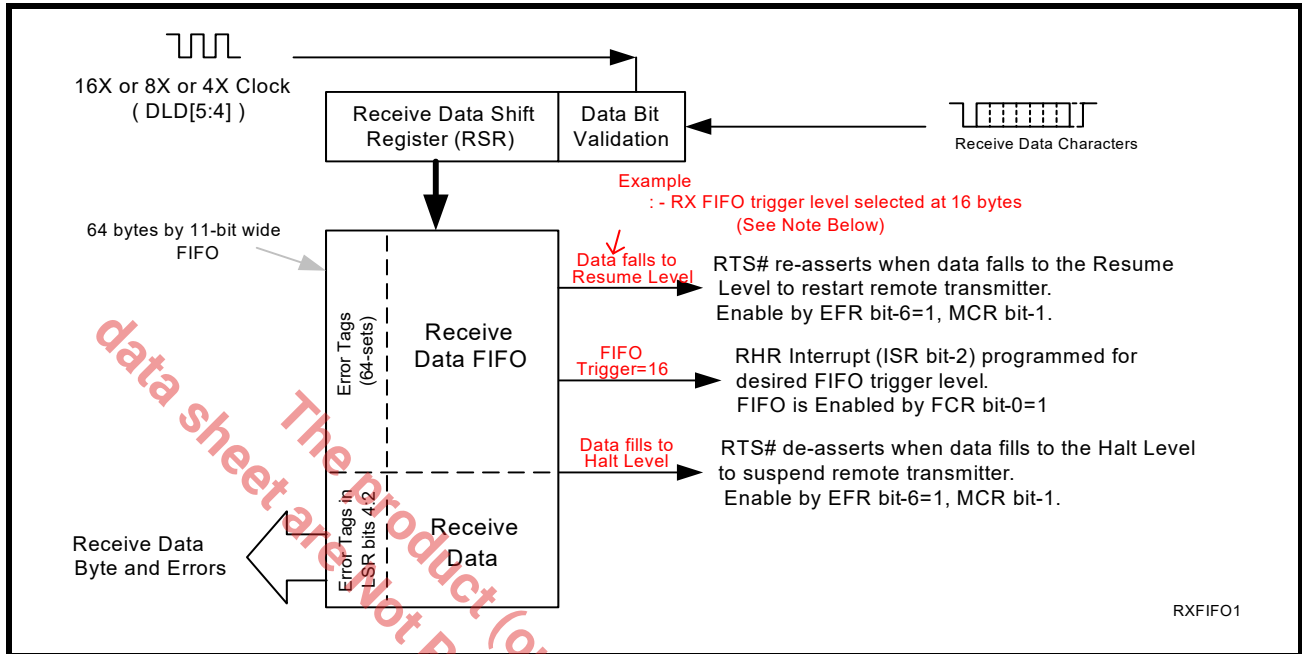 16X or 8X or 4X Clock
( DLD[5:4] )
Receive Data Shift
Register (RSR)
Data Bit
Validation
Receive Data Characters
Example
: - RX FIFO trigger level selected at 16 bytes
(See Note Below)
64 bytes by 11-bit wide
FIFO
Data falls to
Resume Level
RTS# re-asserts when data falls to the Resume
Level to restart remote transmitter.
Enable by EFR bit-6=1, MCR bit-1.
Error Tags
(64-sets)
Receive
Data FIFO
FIFO
Trigger=16
RHR Interrupt (ISR bit-2) programmed for
desired FIFO trigger level.
FIFO is Enabled by FCR bit-0=1
Data fills to
Halt Level
RTS# de-asserts when data fills to the Halt Level
to suspend remote transmitter.
Enable by EFR bit-6=1, MCR bit-1.
Error Tags in
LSR bits 4:2
Receive
Data
Receive Data
Byte and Errors
RXFIFO1
The product (o
data sheet are Not